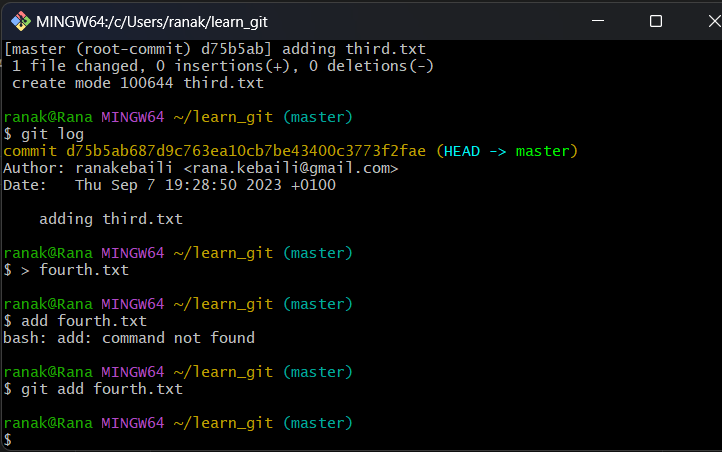 MINGW64:/c/Users/ranak/learn_git
[master (root-commit) d75b5ab] adding third.txt
 1 file changed, 0 insertions(+), 0 deletions(-)
 create mode 100644 third.txt
ranak@Rana MINGW64 ~/learn_git (master)
$ git log
commit d75b5ab687d9c763ea10cb7be43400c3773f2fae (HEAD -> master)
Author: ranakebaili <rana.kebaili@gmail.com>
Date:   Thu Sep 7 19:28:50 2023 +0100
    adding third.txt
ranak@Rana MINGW64 ~/learn_git (master)
$ > fourth.txt
ranak@Rana MINGW64 ~/learn_git (master)
$ add fourth.txt
bash: add: command not found
ranak@Rana MINGW64 ~/learn_git (master)
$ git add fourth.txt
ranak@Rana MINGW64 ~/learn_git (master)
$